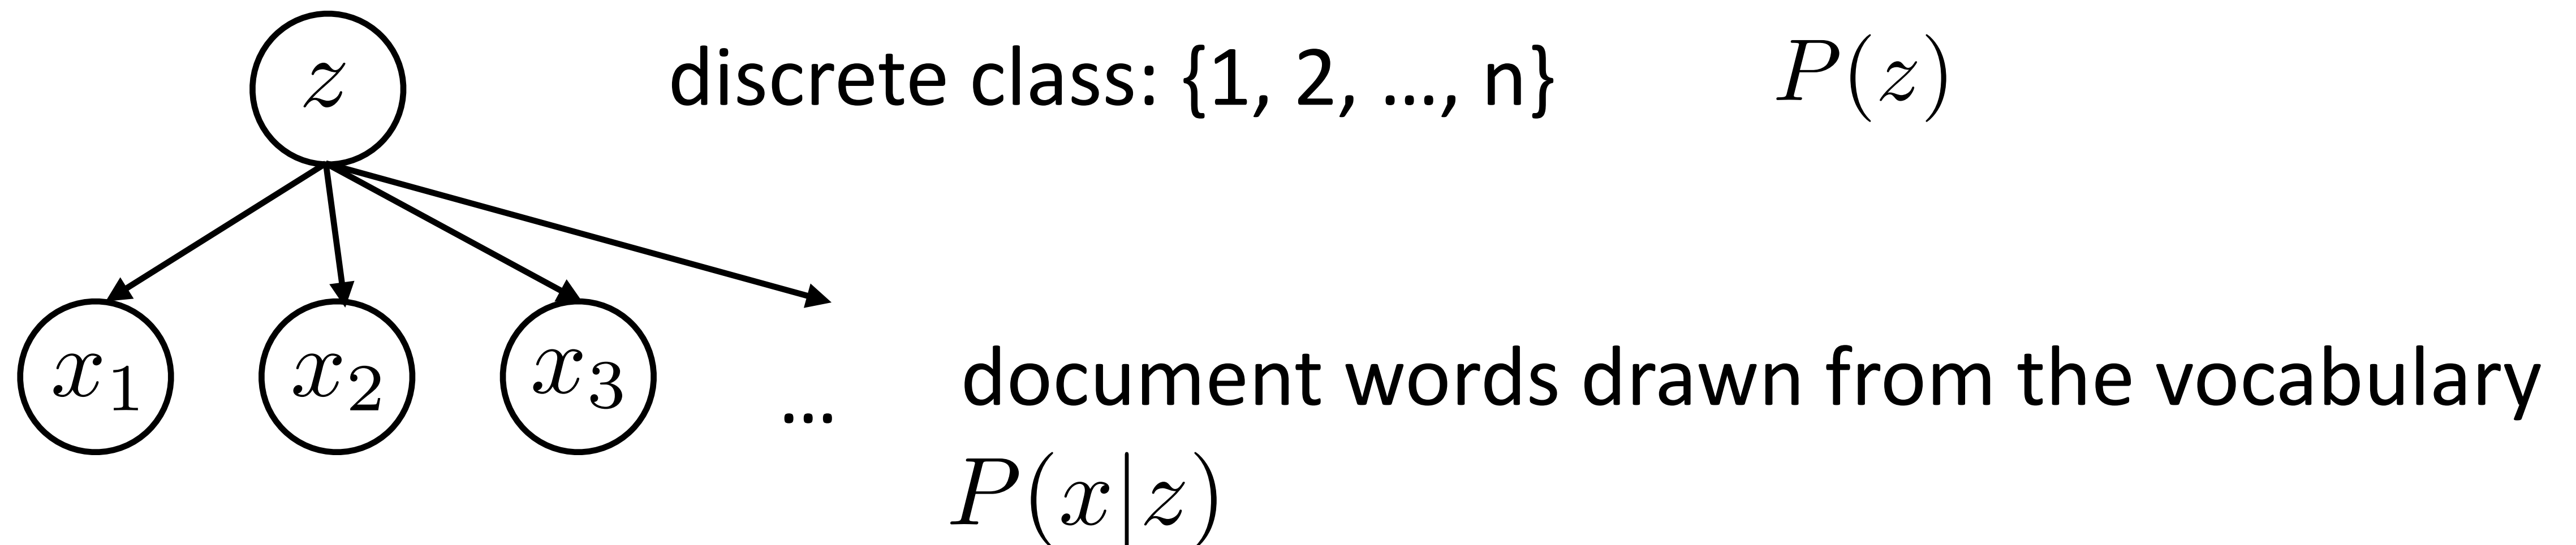 z
discrete class: {1, 2, ..., n}
P(z)
x1
x2
x3
...
document words drawn from the vocabulary
P(x|z)